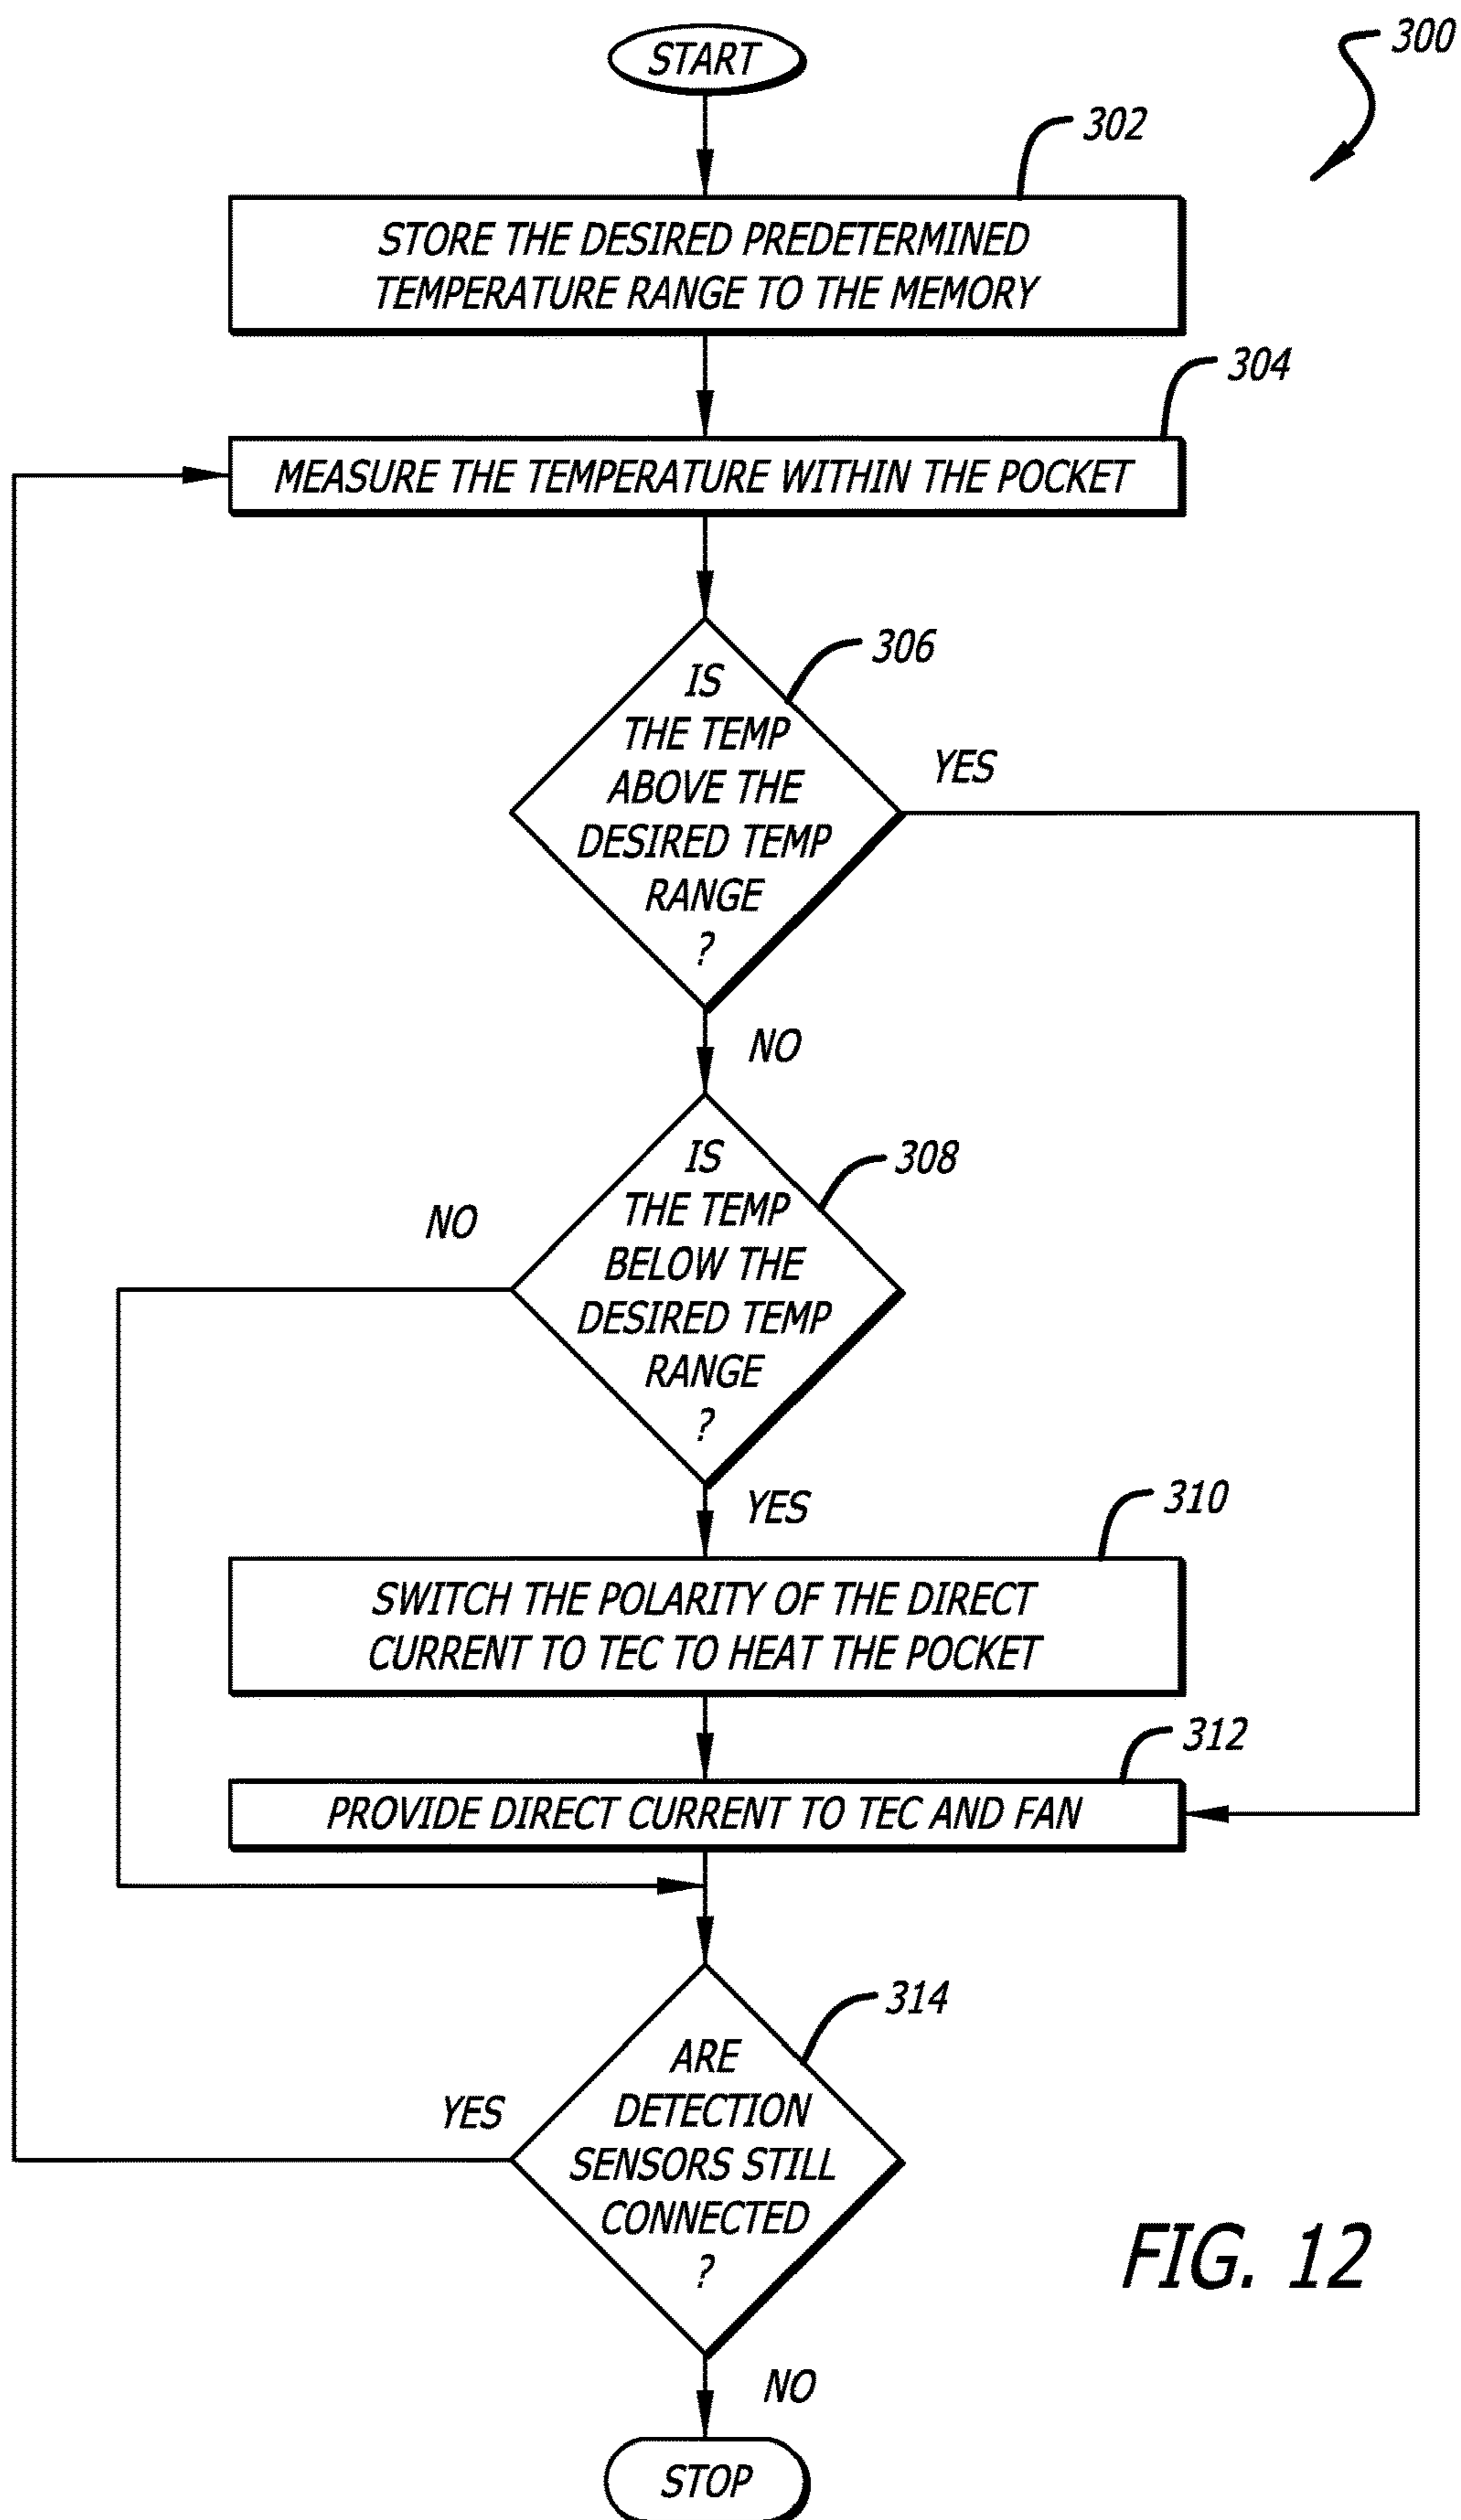 START
300
302
STORE THE DESIRED PREDETERMINED
TEMPERATURE RANGE TO THE MEMORY
304
MEASURE THE TEMPERATURE WITHIN THE POCKET
306
IS
THE TEMP
ABOVE THE
DESIRED TEMP
RANGE
?
YES
NO
308
IS
THE TEMP
BELOW THE
DESIRED TEMP
RANGE
?
NO
YES
310
SWITCH THE POLARITY OF THE DIRECT
CURRENT TO TEC TO HEAT THE POCKET
312
PROVIDE DIRECT CURRENT TO TEC AND FAN
314
ARE
DETECTION
SENSORS STILL
CONNECTED
?
YES
NO
STOP
FIG. 12